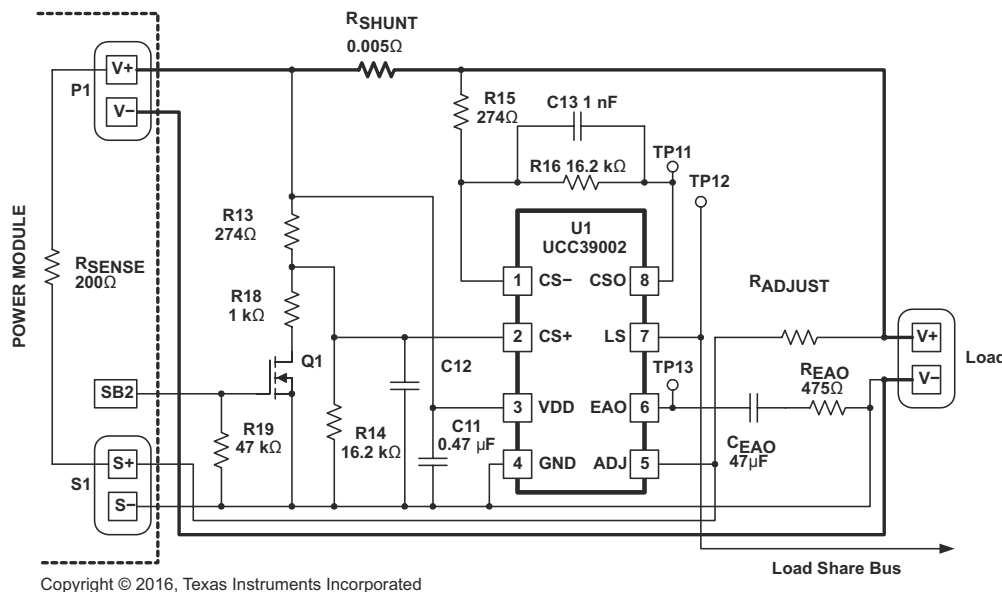 RSHUNT
0.005Ω
V+
P1
V−
R15
274Ω
C13 1 nF
R16 16.2 kΩ
TP11
TP12
POWER MODULE
RSENSE
200Ω
R13
274Ω
R18
1 kΩ
Q1
SB2
R19
47 kΩ
S+
S1
S−
R14
16.2 kΩ
C12
C11
0.47 µF
U1
UCC39002
1 CS− CSO 8
2 CS+ LS 7
3 VDD EAO 6
4 GND ADJ 5
TP13
RADJUST
REAO
475Ω
CEAO
47µF
V+
Load
V−
Load Share Bus
Copyright © 2016, Texas Instruments Incorporated